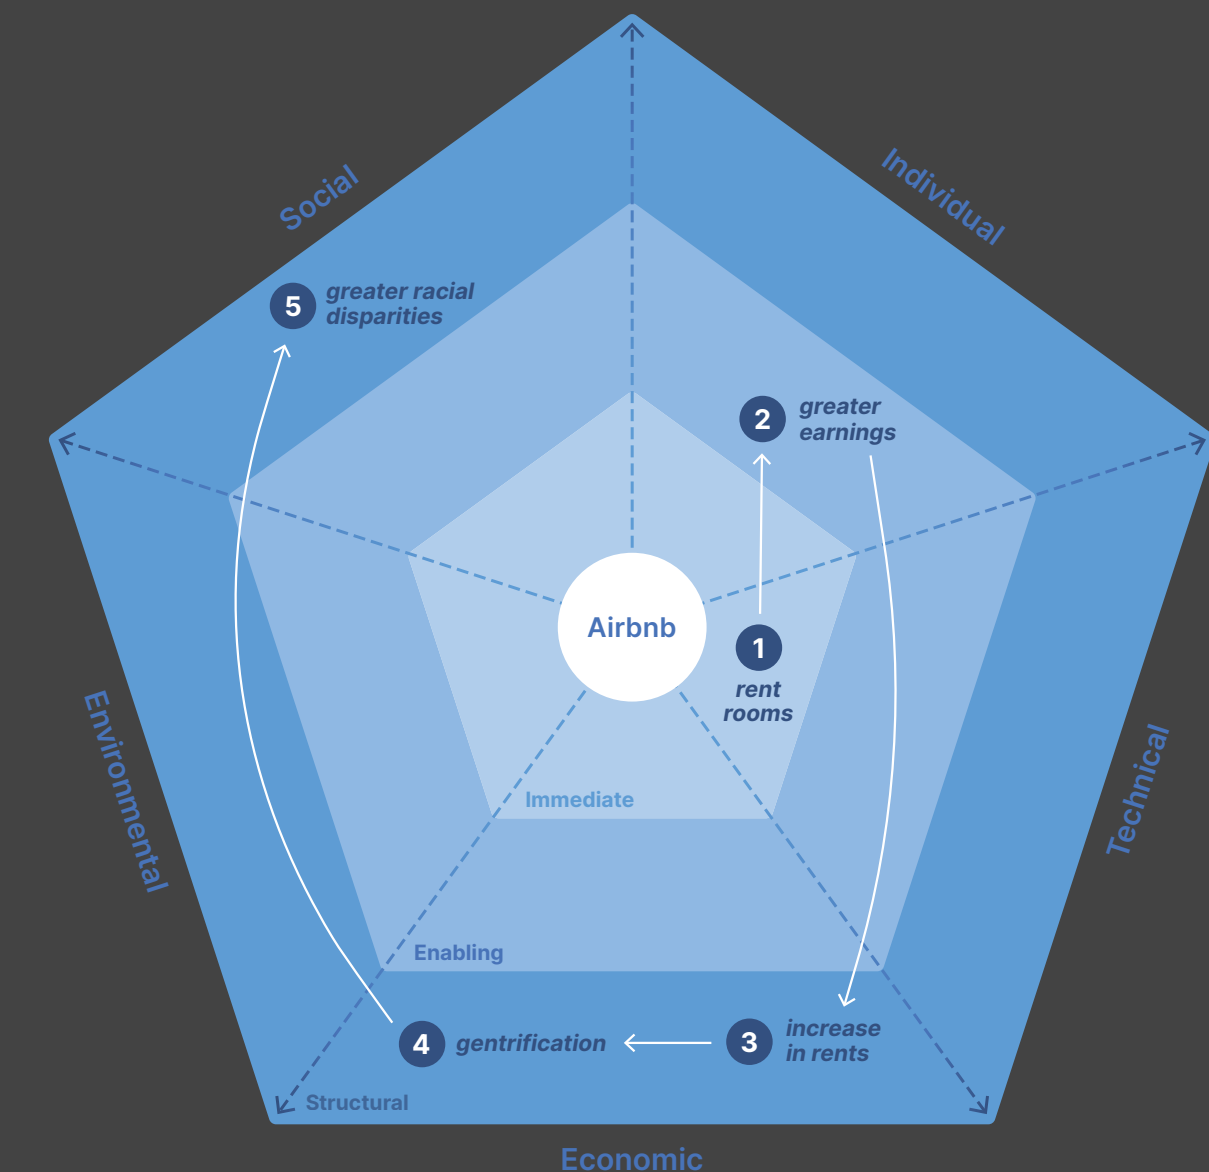 Social
Individual
5
greater racial
disparities
2
greater
earnings
Airbnb
1
rent
rooms
Environmental
Technical
Immediate
Enabling
4
gentrification
3
increase
in rents
Structural
Economic